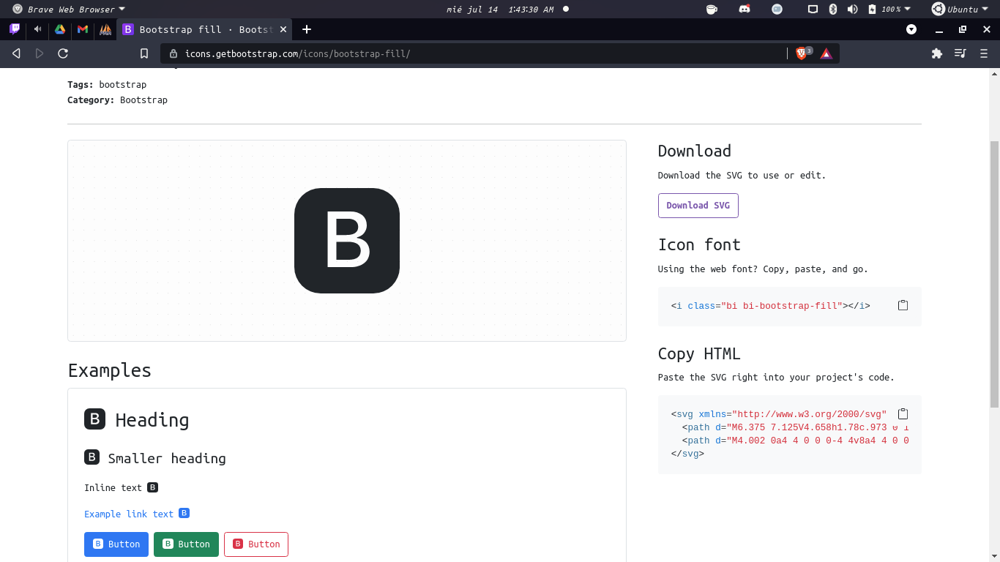 Brave Web Browser
mié jul 14 1:43:30 AM
100%
Ubuntu
Bootstrap fill · Bootst
icons.getbootstrap.com/icons/bootstrap-fill/
3
Tags: bootstrap
Category: Bootstrap
B
Examples
B Heading
B Smaller heading
Inline text B
Example link text B
B Button B Button B Button
Download
Download the SVG to use or edit.
Download SVG
Icon font
Using the web font? Copy, paste, and go.
<i class="bi bi-bootstrap-fill"></i>
Copy HTML
Paste the SVG right into your project's code.
<svg xmlns="http://www.w3.org/2000/svg"
<path d="M6.375 7.125V4.658h1.78c.973 0 1
<path d="M4.002 0a4 4 0 0 0-4 4v8a4 4 0 0
</svg>